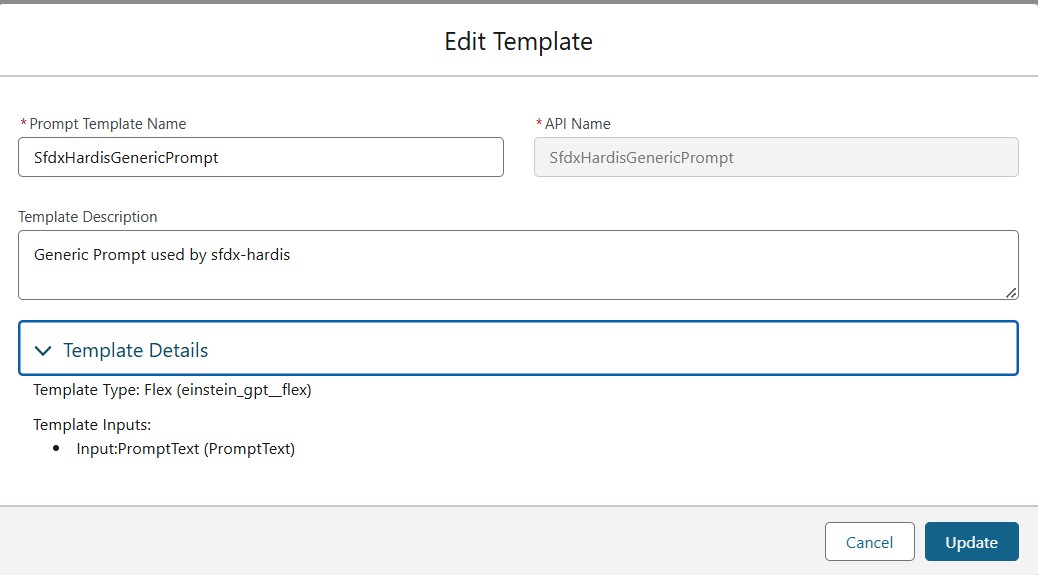 Edit Template
*Prompt Template Name
*API Name
SfdxHardisGenericPrompt
SfdxHardisGenericPrompt
Template Description
Generic Prompt used by sfdx-hardis
Template Details
Template Type: Flex (einstein_gpt__flex)
Template Inputs:
• Input:PromptText (PromptText)
Cancel
Update